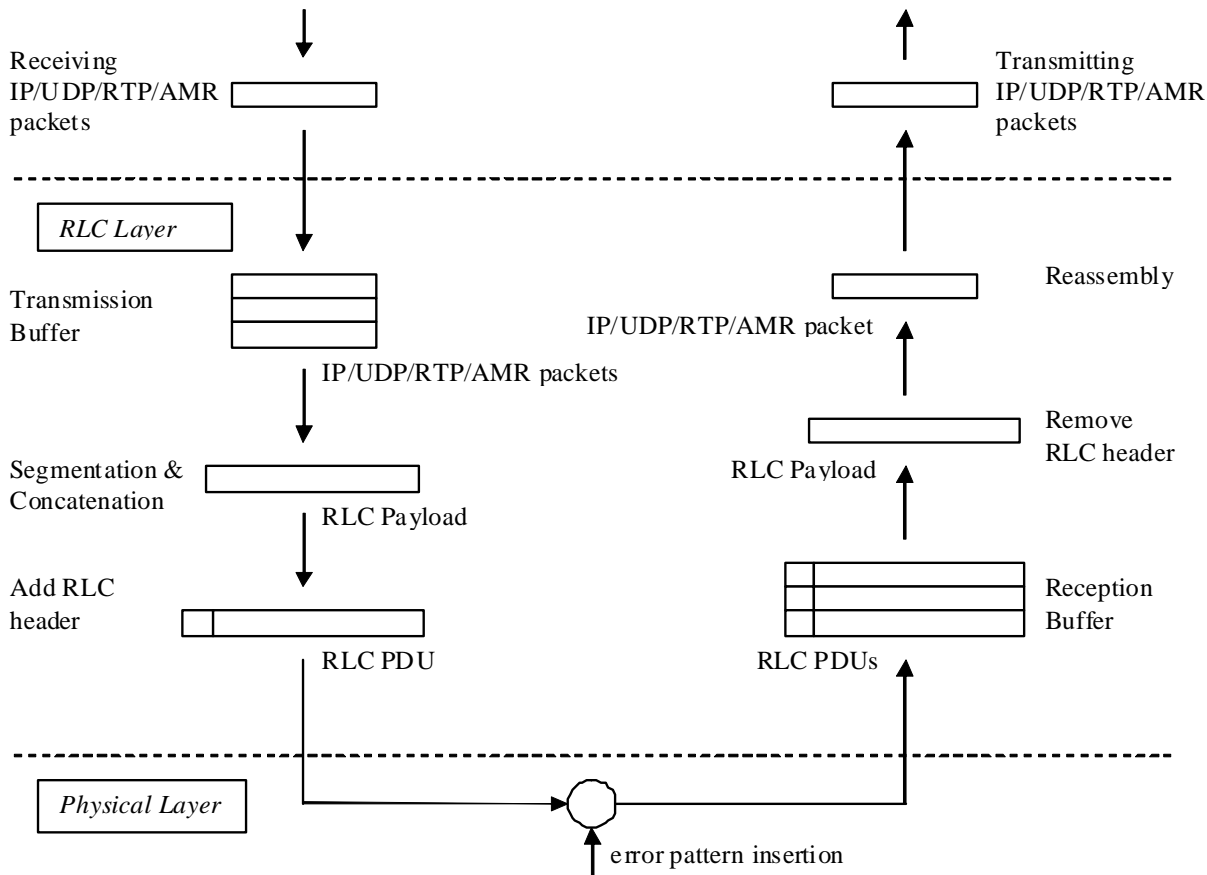 Receiving
IP/UDP/RTP/AMR
packets
Transmitting
IP/UDP/RTP/AMR
packets
RLC Layer
Transmission
Buffer
IP/UDP/RTP/AMR packets
Reassembly
IP/UDP/RTP/AMR packet
Segmentation &
Concatenation
RLC Payload
Remove
RLC header
RLC Payload
Add RLC
header
RLC PDU
Reception
Buffer
RLC PDUs
Physical Layer
error pattern insertion